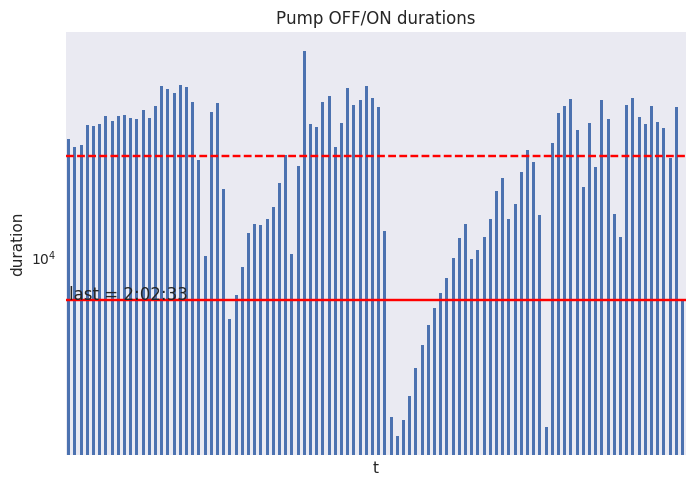 Pump OFF/ON durations
duration
10^4
last = 2:02:33
t